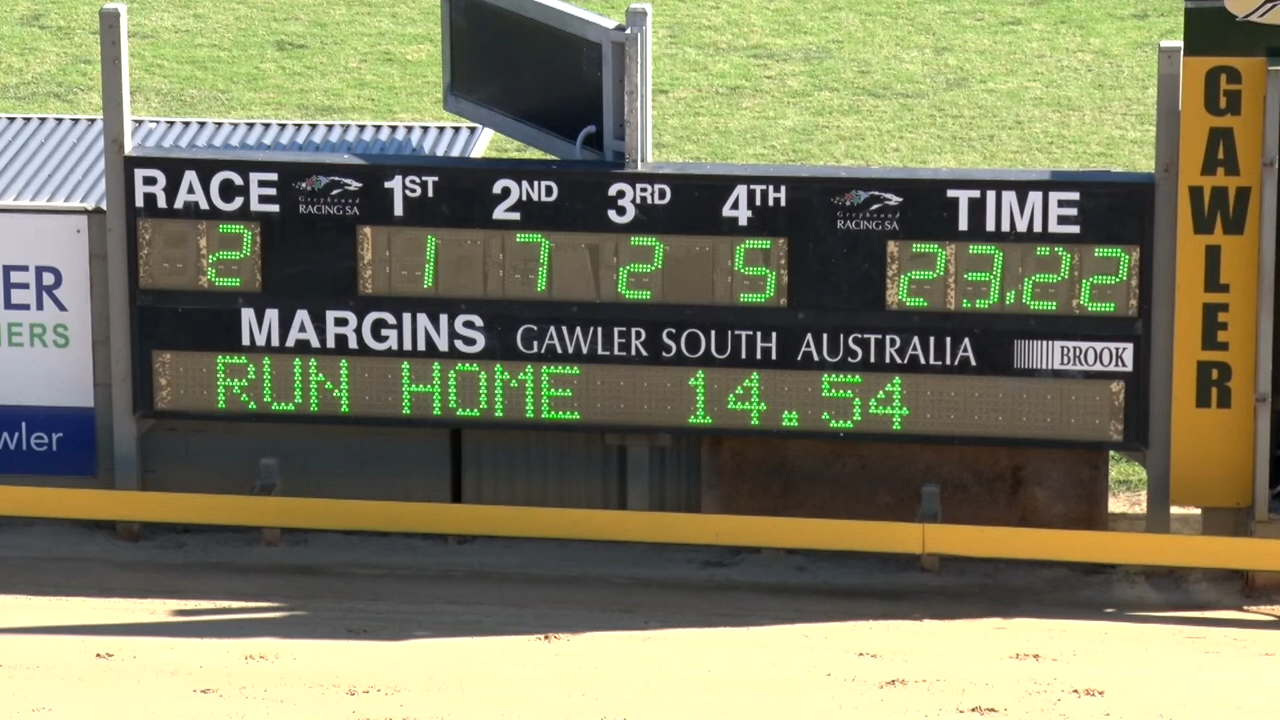 RACE Greyhound RACING SA 1ST 2ND 3RD 4TH Greyhound RACING SA TIME
2 1 7 2 5 23.22
MARGINS GAWLER SOUTH AUSTRALIA BROOK
RUN HOME 14.54
GAWLER
ER
ERS
wler